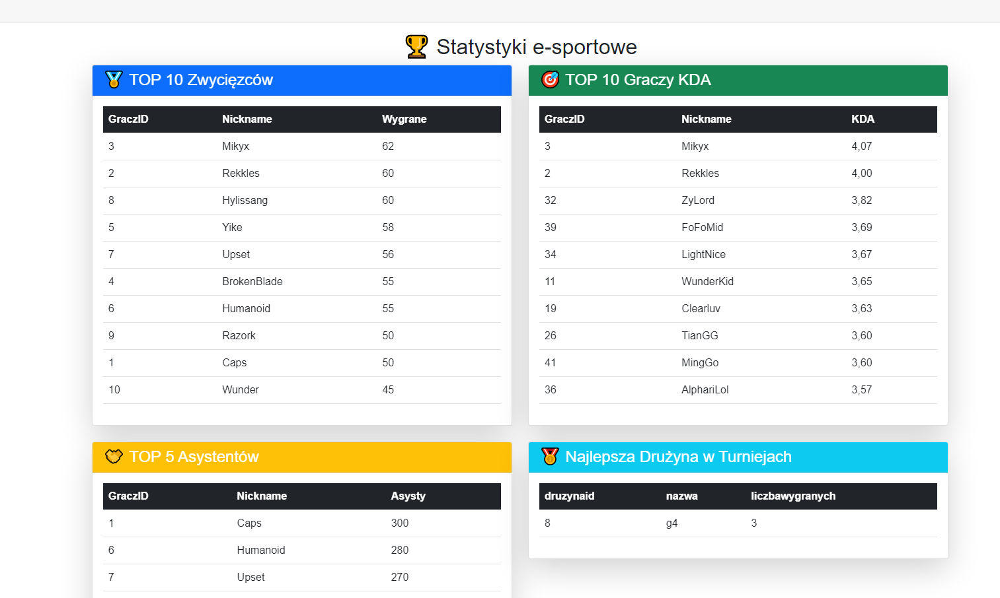 Statystyki e-sportowe
TOP 10 Zwycięzców
GraczID Nickname Wygrane
3 Mikyx 62
2 Rekkles 60
8 Hylissang 60
5 Yike 58
7 Upset 56
4 BrokenBlade 55
6 Humanoid 55
9 Razork 50
1 Caps 50
10 Wunder 45
TOP 10 Graczy KDA
GraczID Nickname KDA
3 Mikyx 4,07
2 Rekkles 4,00
32 ZyLord 3,82
39 FoFoMid 3,69
34 LightNice 3,67
11 WunderKid 3,65
19 Clearluv 3,63
26 TianGG 3,60
41 MingGo 3,60
36 AlphariLol 3,57
TOP 5 Asystentów
GraczID Nickname Asysty
1 Caps 300
6 Humanoid 280
7 Upset 270
Najlepsza Drużyna w Turniejach
druzynaid nazwa liczbawygranych
8 g4 3